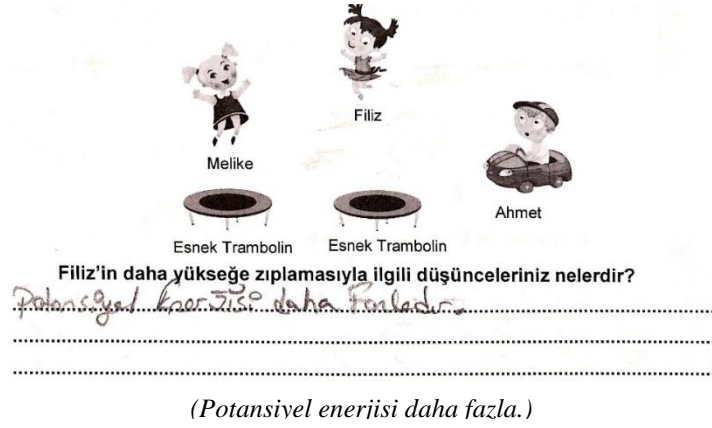 Filiz
Melike
Ahmet
Esnek Trambolin
Esnek Trambolin
Filiz'in daha yükseğe zıplamasıyla ilgili düşünceleriniz nelerdir?
Potansiyel Enerjisi daha Fazladır.
(Potansiyel enerjisi daha fazla.)